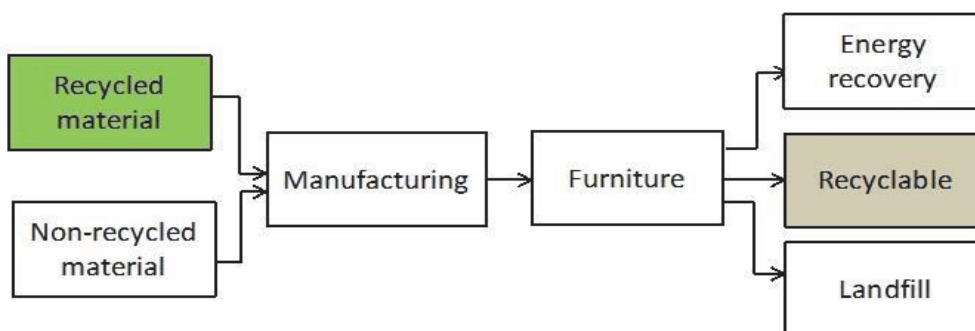 Recycled
material
Non-recycled
material
Manufacturing
Furniture
Energy
recovery
Recyclable
Landfill